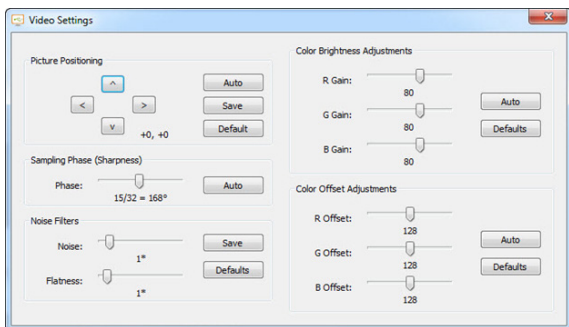 Video Settings
Picture Positioning
^
Auto
<
>
Save
v
+0, +0
Default
Sampling Phase (Sharpness)
Phase:
15/32 = 168°
Auto
Noise Filters
Noise:
1*
Save
Flatness:
1*
Defaults
Color Brightness Adjustments
R Gain:
80
G Gain:
80
B Gain:
80
Auto
Defaults
Color Offset Adjustments
R Offset:
128
G Offset:
128
B Offset:
128
Auto
Defaults